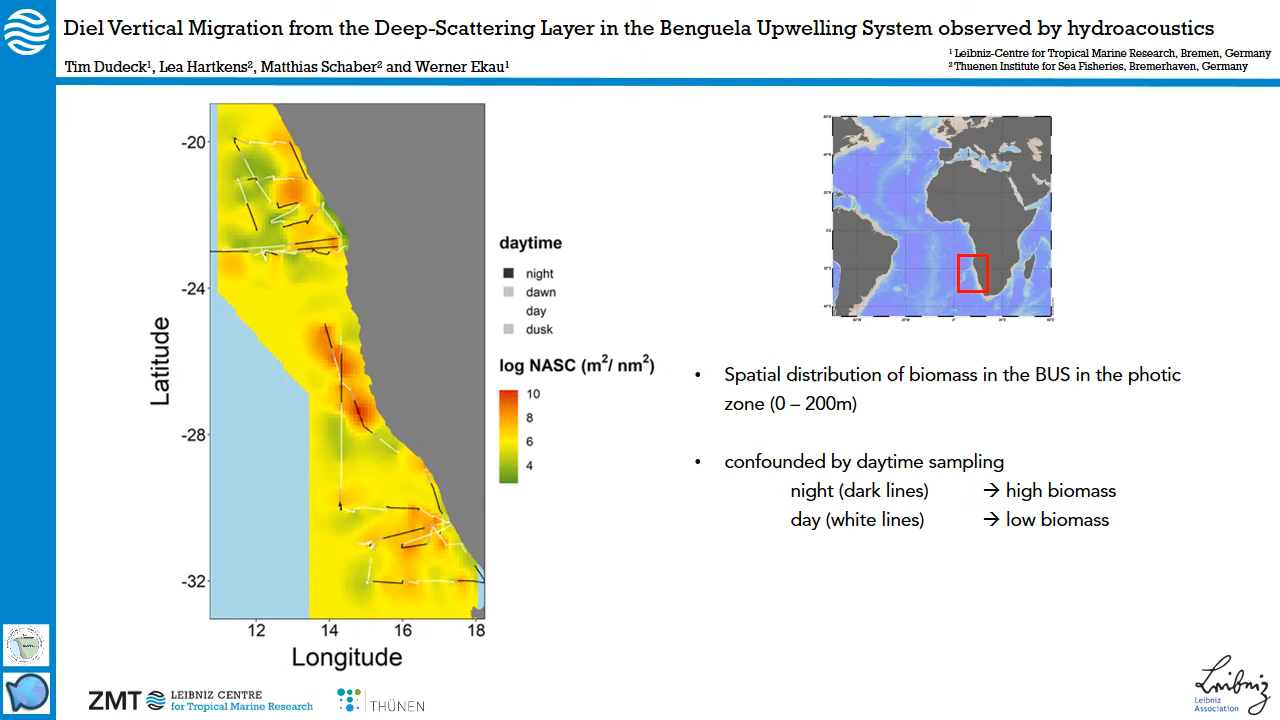 Diel Vertical Migration from the Deep-Scattering Layer in the Benguela Upwelling System observed by hydroacoustics
Tim Dudeck¹, Lea Hartkens², Matthias Schaber² and Werner Ekau¹
¹ Leibniz-Centre for Tropical Marine Research, Bremen, Germany
² Thuenen Institute for Sea Fisheries, Bremerhaven, Germany
-20
-24
-28
-32
Latitude
12 14 16 18
Longitude
daytime
night
dawn
day
dusk
log NASC (m²/ nm²)
10
8
6
4
• Spatial distribution of biomass in the BUS in the photic
zone (0 – 200m)
• confounded by daytime sampling
night (dark lines) → high biomass
day (white lines) → low biomass
ZMT LEIBNIZ CENTRE
for Tropical Marine Research
THÜNEN
Leibniz
Leibniz
Association